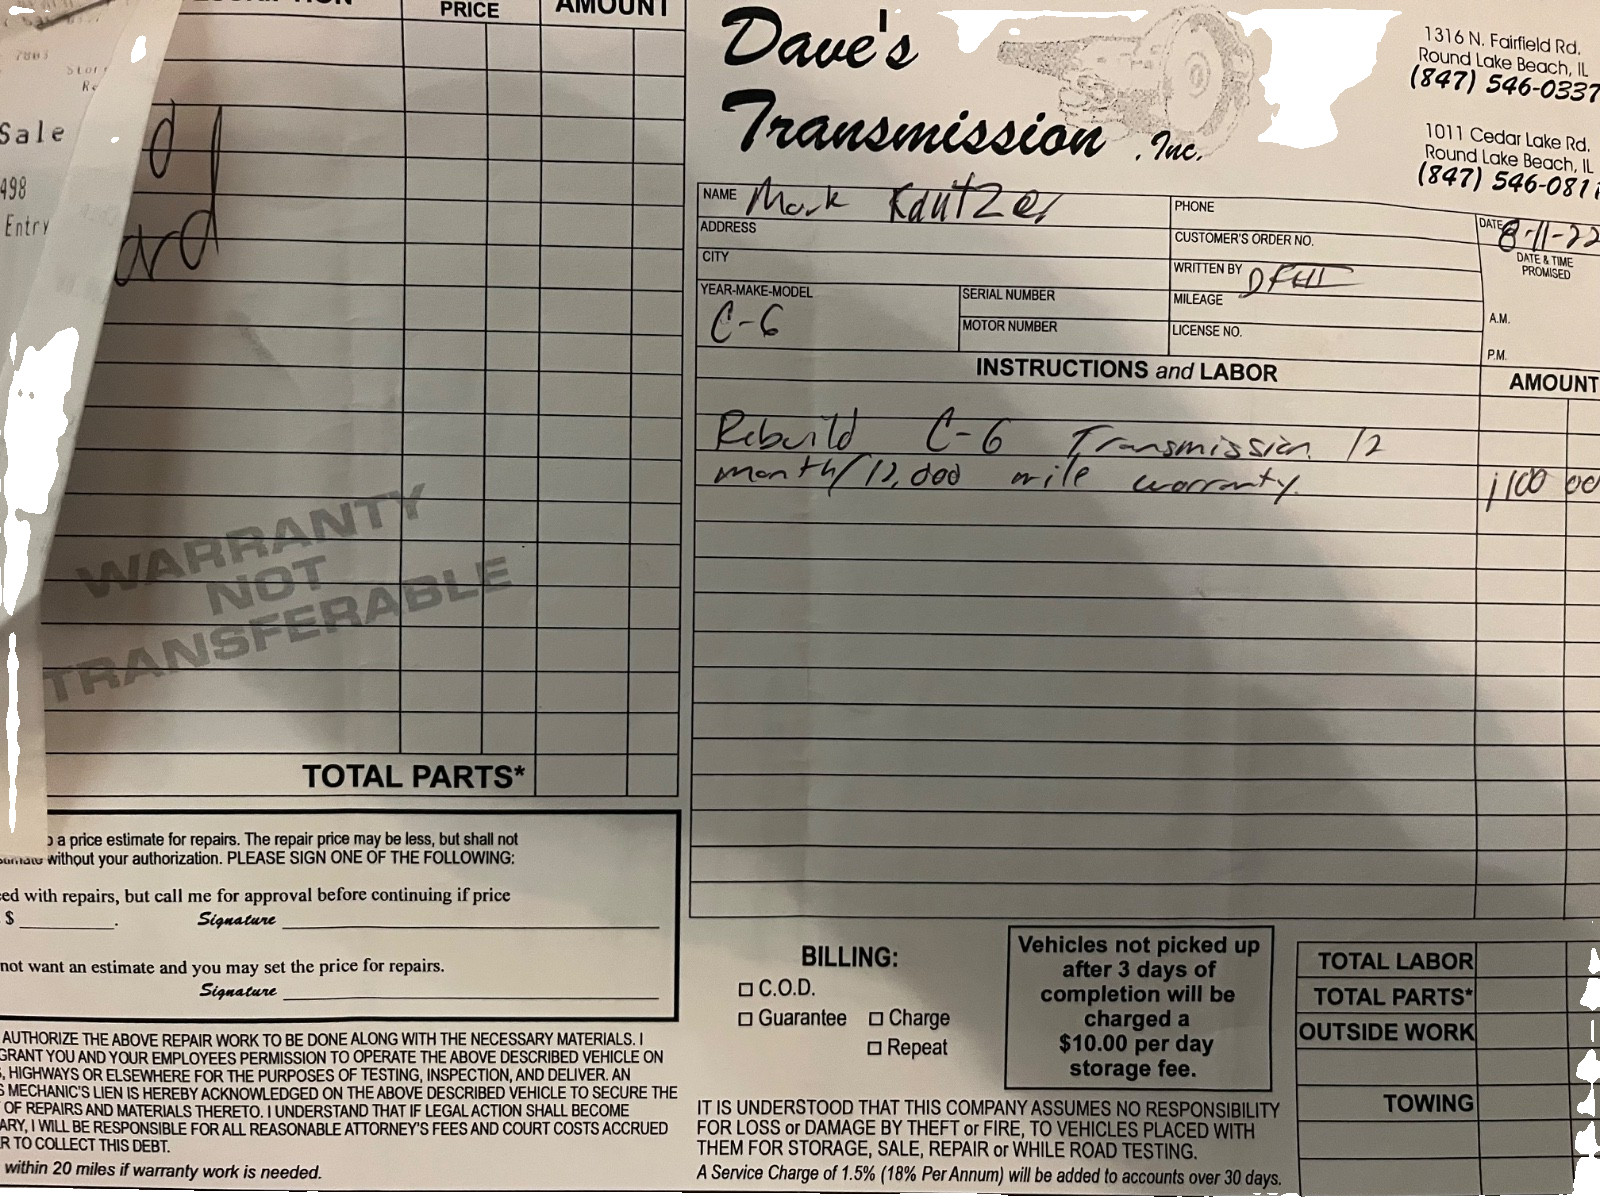 PRICE
AMOUNT
7803
Sale
498
Entry
WARRANTY
NOT
TRANSFERABLE
TOTAL PARTS*
a price estimate for repairs. The repair price may be less, but shall not
without your authorization. PLEASE SIGN ONE OF THE FOLLOWING:
with repairs, but call me for approval before continuing if price
$ ____________.  Signature
not want an estimate and you may set the price for repairs.
Signature
AUTHORIZE THE ABOVE REPAIR WORK TO BE DONE ALONG WITH THE NECESSARY MATERIALS. I
GRANT YOU AND YOUR EMPLOYEES PERMISSION TO OPERATE THE ABOVE DESCRIBED VEHICLE ON
HIGHWAYS OR ELSEWHERE FOR THE PURPOSES OF TESTING, INSPECTION, AND DELIVER. AN
MECHANIC'S LIEN IS HEREBY ACKNOWLEDGED ON THE ABOVE DESCRIBED VEHICLE TO SECURE THE
OF REPAIRS AND MATERIALS THERETO. I UNDERSTAND THAT IF LEGAL ACTION SHALL BECOME
I WILL BE RESPONSIBLE FOR ALL REASONABLE ATTORNEY'S FEES AND COURT COSTS ACCRUED
TO COLLECT THIS DEBT.
within 20 miles if warranty work is needed.
Dave's
Transmission, Inc.
1316 N. Fairfield Rd.
Round Lake Beach, IL
(847) 546-0337
1011 Cedar Lake Rd.
Round Lake Beach, IL
(847) 546-081
NAME Mark Kautzer
PHONE
DATE 8-11-22
ADDRESS
CUSTOMER'S ORDER NO.
DATE & TIME
PROMISED
CITY
WRITTEN BY
YEAR-MAKE-MODEL
C-6
SERIAL NUMBER
MILEAGE
A.M.
MOTOR NUMBER
LICENSE NO.
P.M.
INSTRUCTIONS and LABOR
AMOUNT
Rebuild C-6 Transmission. 12
month/12,000 mile warranty. 1100 00
BILLING:
C.O.D.
Guarantee
Charge
Repeat
Vehicles not picked up
after 3 days of
completion will be
charged a
$10.00 per day
storage fee.
TOTAL LABOR
TOTAL PARTS*
OUTSIDE WORK
TOWING
IT IS UNDERSTOOD THAT THIS COMPANY ASSUMES NO RESPONSIBILITY
FOR LOSS or DAMAGE BY THEFT or FIRE, TO VEHICLES PLACED WITH
THEM FOR STORAGE, SALE, REPAIR or WHILE ROAD TESTING.
A Service Charge of 1.5% (18% Per Annum) will be added to accounts over 30 days.